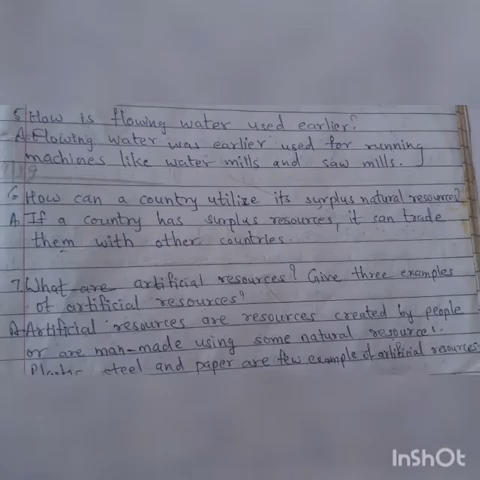 5. How is flowing water used earlier?
A. Flowing water was earlier used for running
machines like water mills and saw mills.
6. How can a country utilize its surplus natural resources?
A. If a country has surplus resources, it can trade
them with other countries.
7. What are artificial resources? Give three examples
of artificial resources?
A. Artificial resources are resources created by people
or are man-made using some natural resources.
Plastic steel and paper are few example of artificial resources.
InShOt